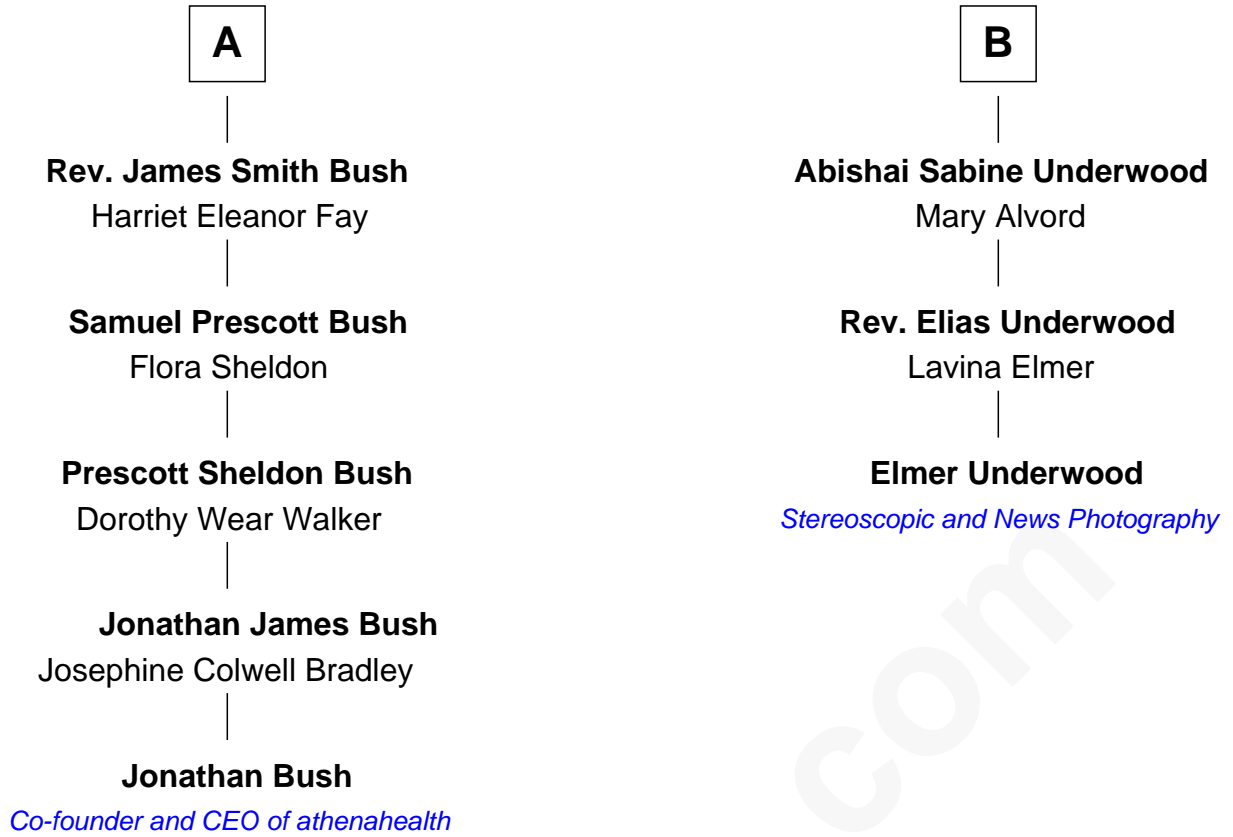 A
Rev. James Smith Bush
Harriet Eleanor Fay
Samuel Prescott Bush
Flora Sheldon
Prescott Sheldon Bush
Dorothy Wear Walker
Jonathan James Bush
Josephine Colwell Bradley
Jonathan Bush
Co-founder and CEO of athenahealth
B
Abishai Sabine Underwood
Mary Alvord
Rev. Elias Underwood
Lavina Elmer
Elmer Underwood
Stereoscopic and News Photography
com